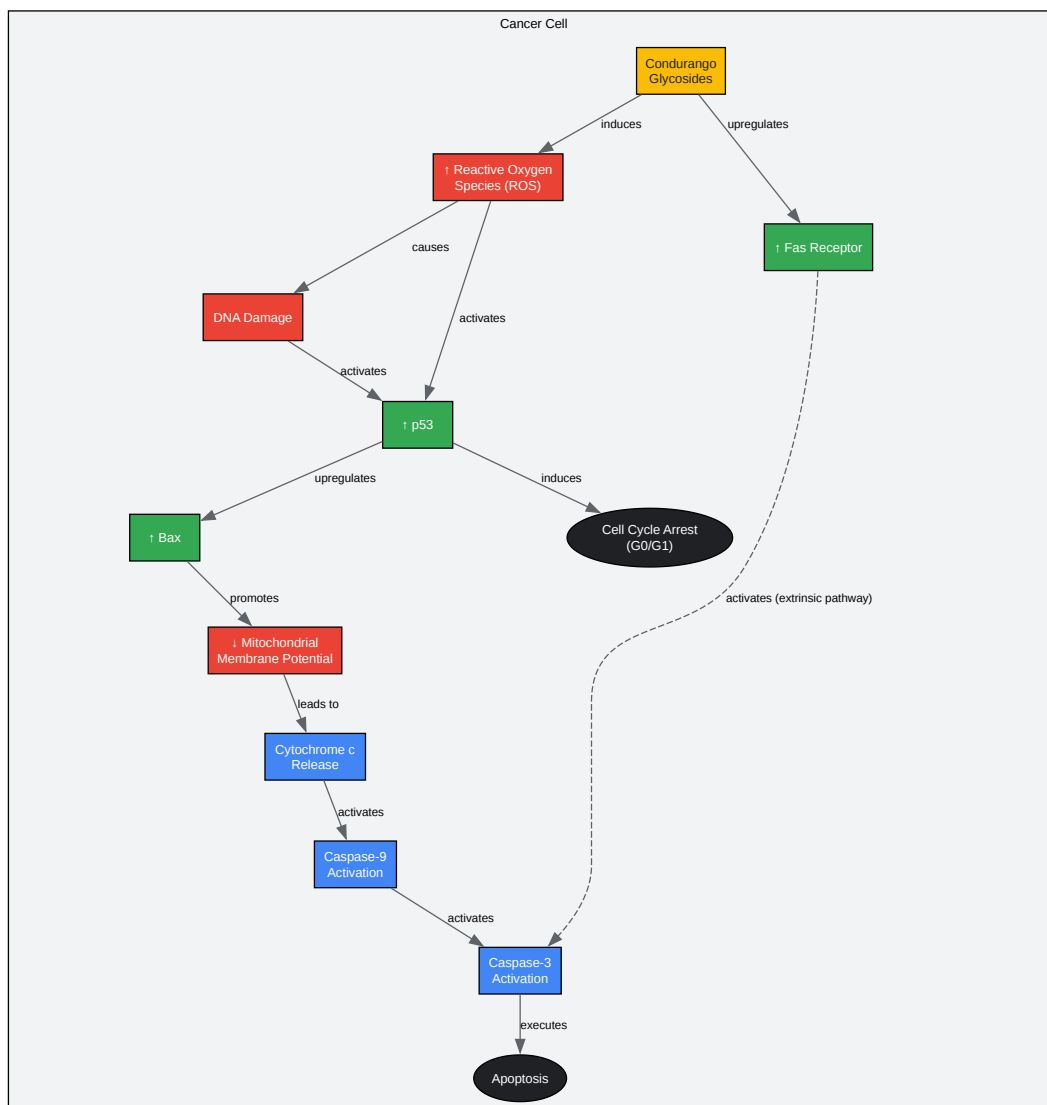 Cancer Cell
Condurango
Glycosides
induces
upregulates
↑ Reactive Oxygen
Species (ROS)
↑ Fas Receptor
causes
DNA Damage
activates
activates
↑ p53
upregulates
induces
↑ Bax
Cell Cycle Arrest
(G0/G1)
promotes
activates (extrinsic pathway)
↓ Mitochondrial
Membrane Potential
leads to
Cytochrome c
Release
activates
Caspase-9
Activation
activates
Caspase-3
Activation
executes
Apoptosis